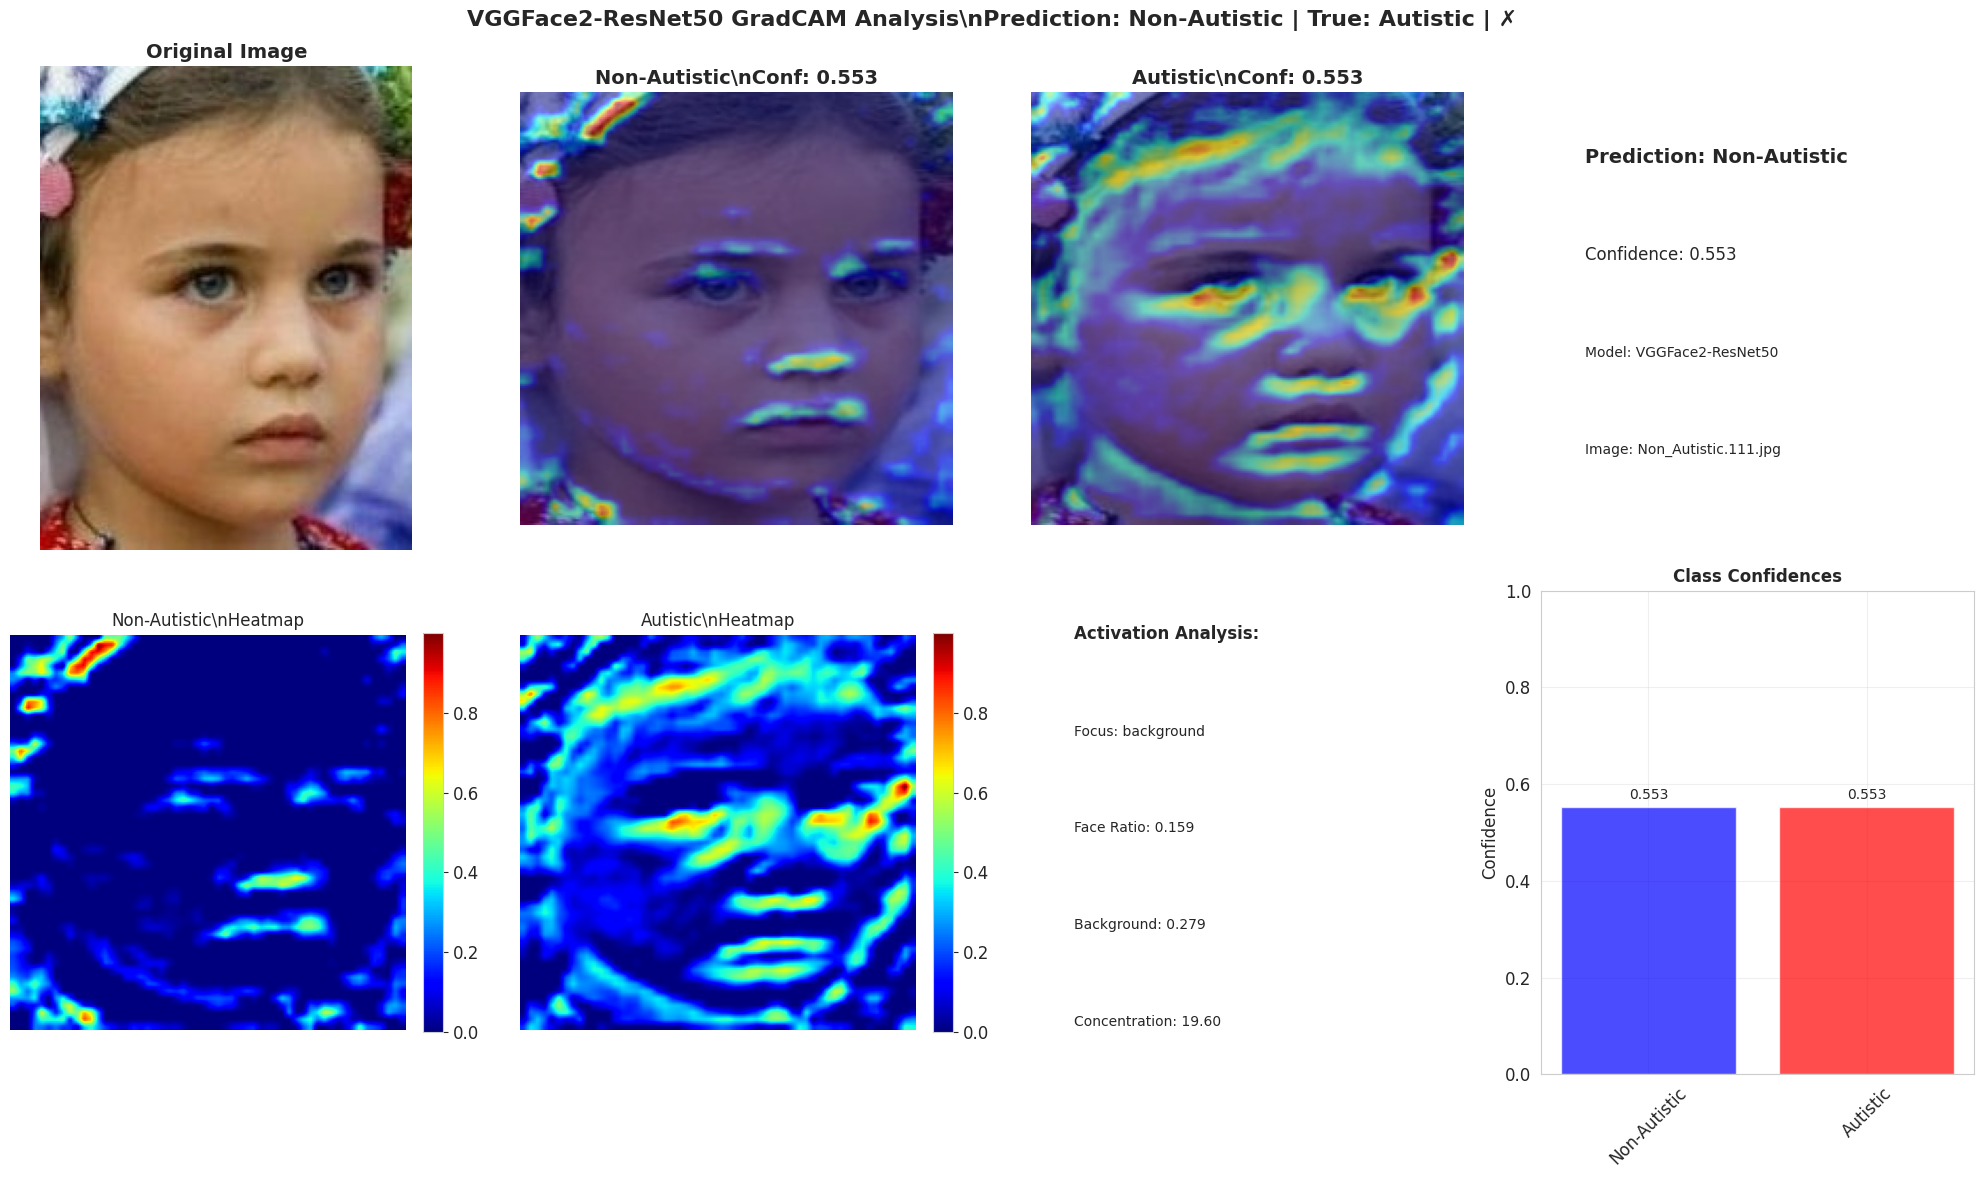 VGGFace2-ResNet50 GradCAM Analysis\nPrediction: Non-Autistic | True: Autistic | ✗
Original Image
Non-Autistic\nConf: 0.553
Autistic\nConf: 0.553
Prediction: Non-Autistic
Confidence: 0.553
Model: VGGFace2-ResNet50
Image: Non_Autistic.111.jpg
Non-Autistic\nHeatmap
0.8
0.6
0.4
0.2
0.0
Autistic\nHeatmap
0.8
0.6
0.4
0.2
0.0
Activation Analysis:
Focus: background
Face Ratio: 0.159
Background: 0.279
Concentration: 19.60
Class Confidences
Confidence
1.0
0.8
0.6
0.4
0.2
0.0
0.553
0.553
Non-Autistic
Autistic